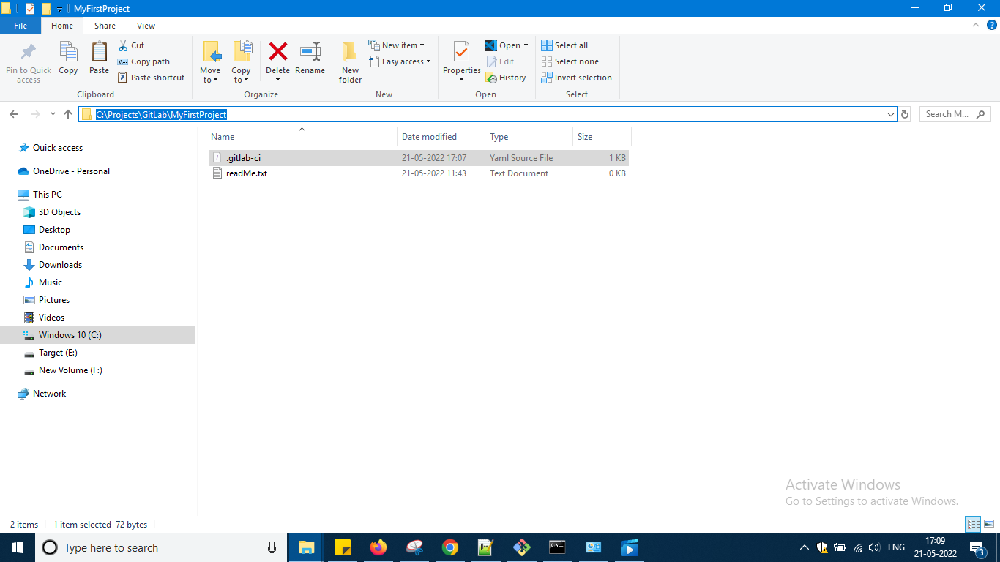 MyFirstProject
File Home Share View
Pin to Quick access
Copy
Paste
Cut
Copy path
Paste shortcut
Clipboard
Move to
Copy to
Delete
Rename
Organize
New folder
New item
Easy access
New
Properties
Open
Edit
History
Open
Select all
Select none
Invert selection
Select
C:\Projects\GitLab\MyFirstProject
Search M...
Name Date modified Type Size
.gitlab-ci 21-05-2022 17:07 Yaml Source File 1 KB
readMe.txt 21-05-2022 11:43 Text Document 0 KB
Quick access
OneDrive - Personal
This PC
3D Objects
Desktop
Documents
Downloads
Music
Pictures
Videos
Windows 10 (C:)
Target (E:)
New Volume (F:)
Network
Activate Windows
Go to Settings to activate Windows.
2 items 1 item selected 72 bytes
Type here to search
ENG
17:09
21-05-2022
3